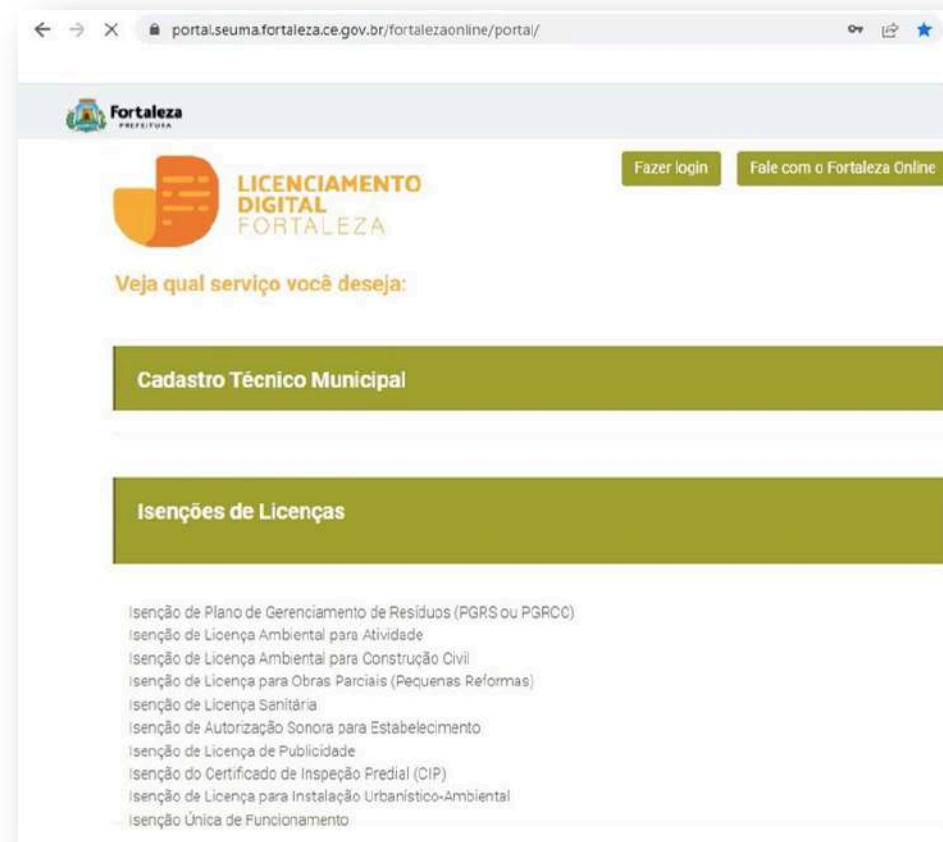 portal.seuma.fortaleza.ce.gov.br/fortalezaonline/portal/
Fortaleza
PREFEITURA
Fazer login
Fale com o Fortaleza Online
LICENCIAMENTO
DIGITAL
FORTALEZA
Veja qual serviço você deseja:
Cadastro Técnico Municipal
Isenções de Licenças
Isenção de Plano de Gerenciamento de Resíduos (PGRS ou PGRCC)
Isenção de Licença Ambiental para Atividade
Isenção de Licença Ambiental para Construção Civil
Isenção de Licença para Obras Parciais (Pequenas Reformas)
Isenção de Licença Sanitária
Isenção de Autorização Sonora para Estabelecimento
Isenção de Licença de Publicidade
Isenção do Certificado de Inspeção Predial (CIP)
Isenção de Licença para Instalação Urbanístico-Ambiental
Isenção Única de Funcionamento